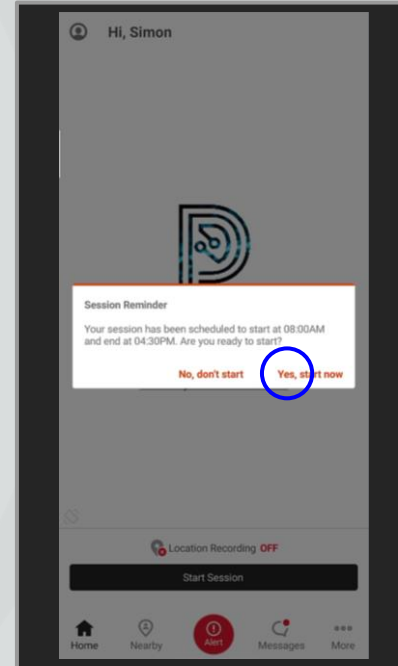 Hi, Simon
Session Reminder
Your session has been scheduled to start at 08:00AM
and end at 04:30PM. Are you ready to start?
No, don't start
Yes, start now
Location Recording OFF
Start Session
Home
Nearby
Alert
Messages
More